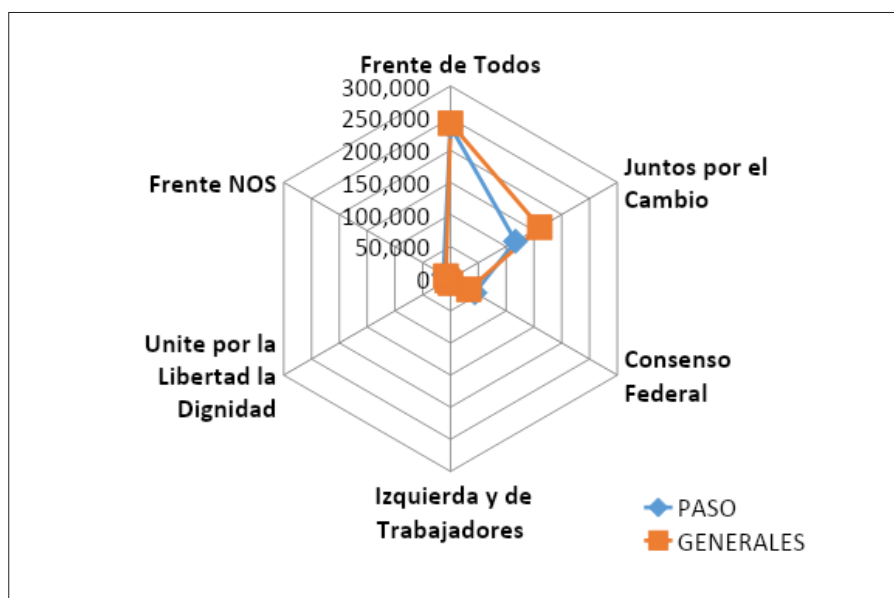 Frente de Todos
300,000
250,000
200,000
150,000
100,000
50,000
0
Juntos por el
Cambio
Consenso
Federal
Izquierda y de
Trabajadores
Unite por la
Libertad la
Dignidad
Frente NOS
PASO
GENERALES